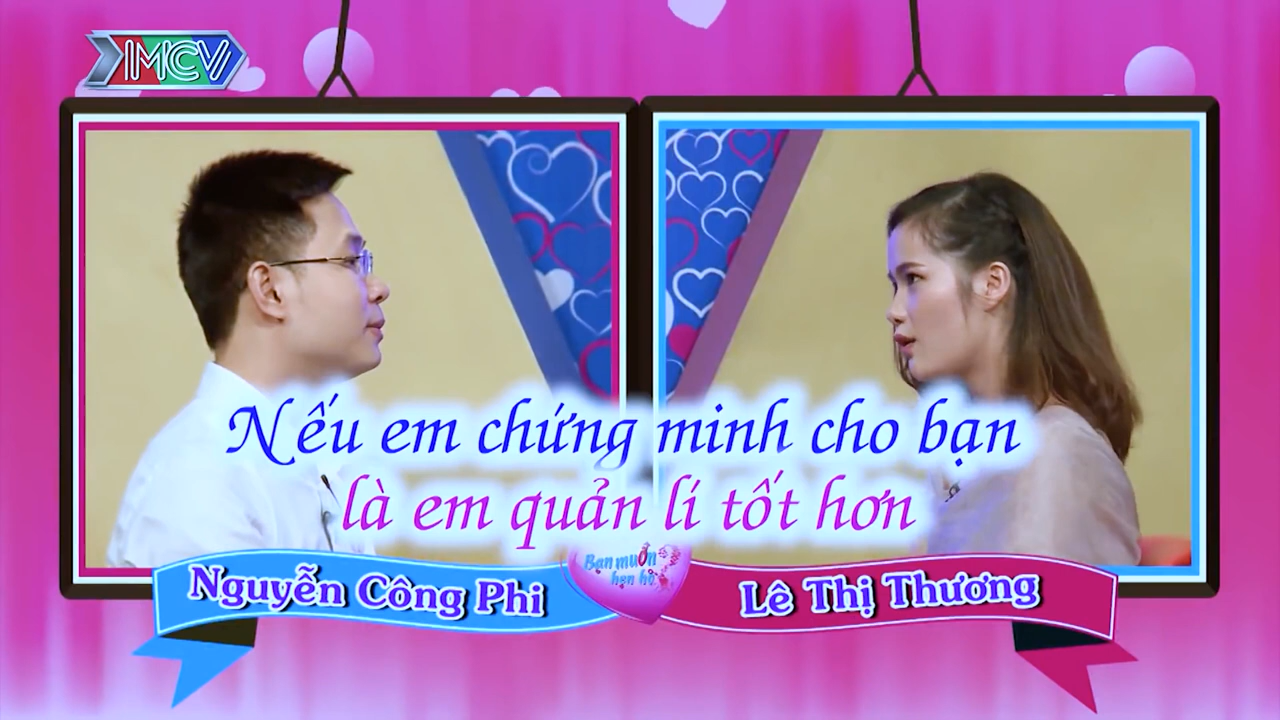 MCV
Nếu em chứng minh cho bạn
là em quản lí tốt hơn
Bạn muốn
hẹn hò
Nguyễn Công Phi
Lê Thị Thương